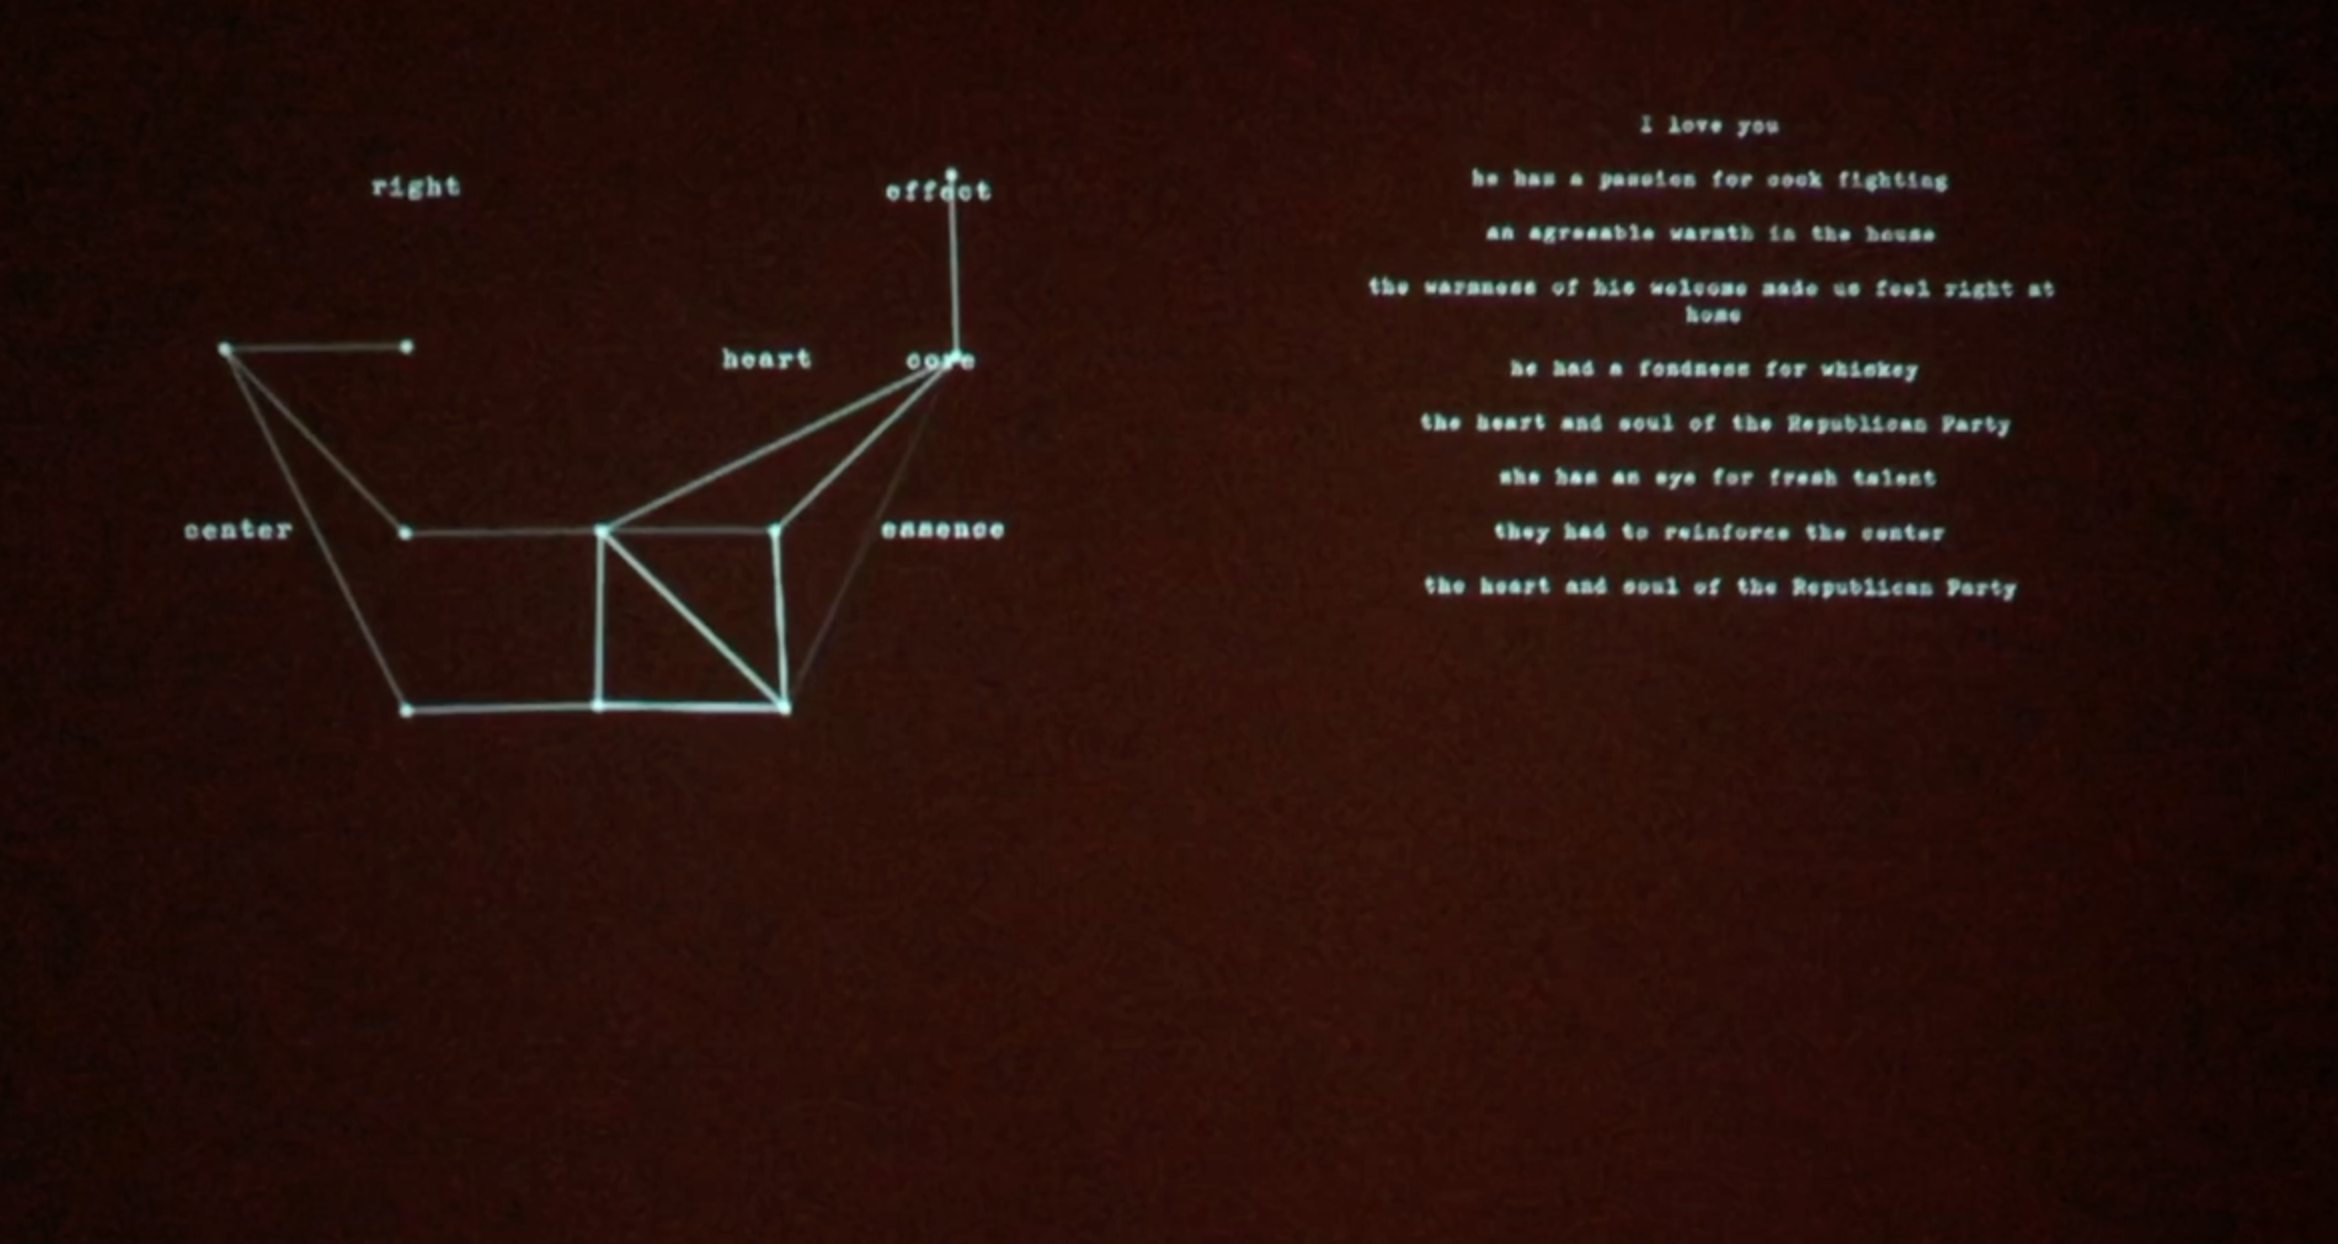 right
effect
heart
core
center
essence
I love you
he has a passion for cock fighting
an agreeable warmth in the house
the warmness of his welcome made us feel right at
home
he had a fondness for whiskey
the heart and soul of the Republican Party
she has an eye for fresh talent
they had to reinforce the center
the heart and soul of the Republican Party